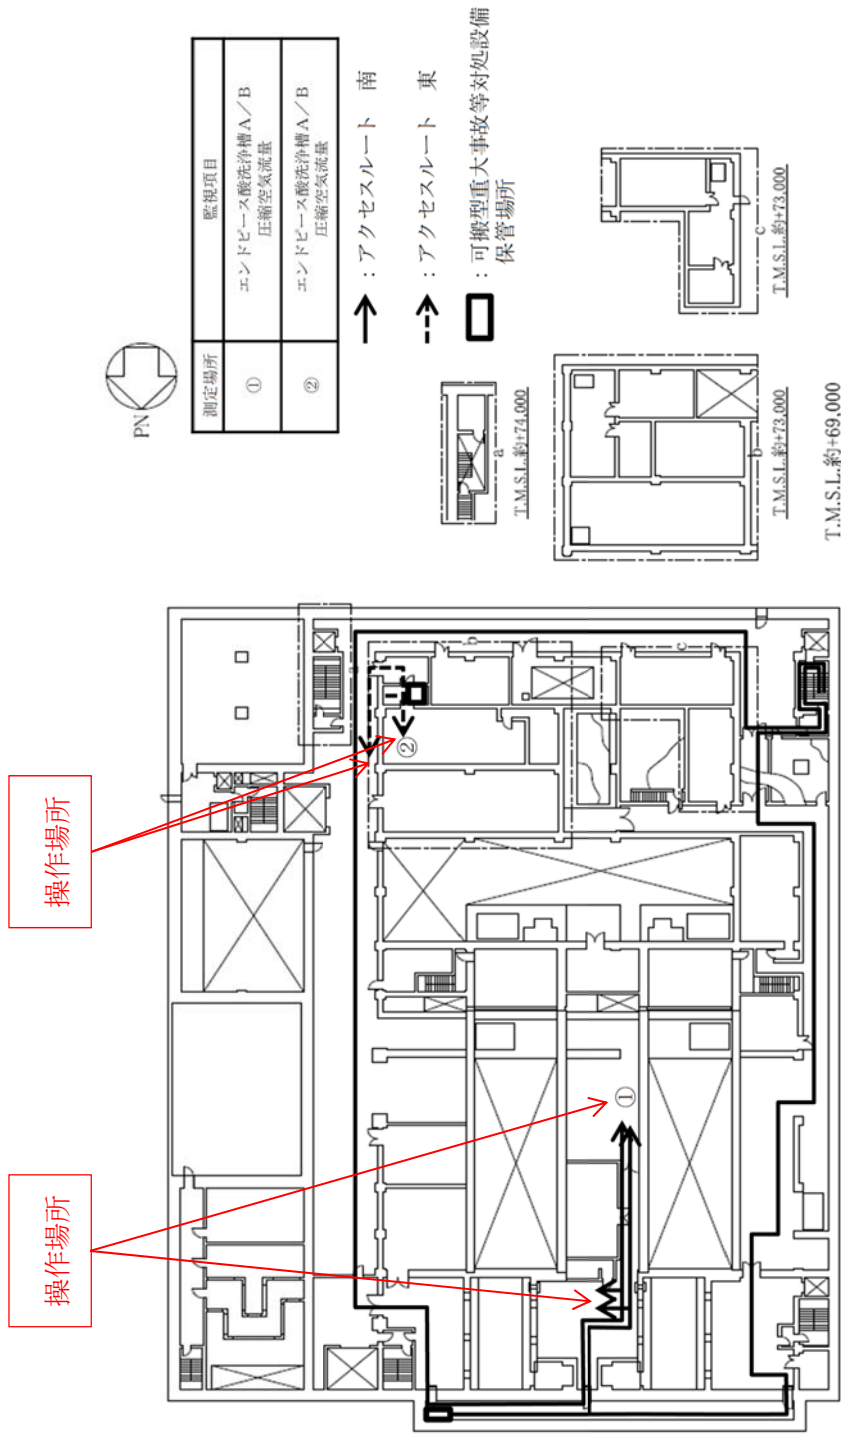 測定場所
監視項目
①
エンドピース酸洗浄槽A/B
圧縮空気流量
②
エンドピース酸洗浄槽A/B
圧縮空気流量
PN
:アクセスルート 南
:アクセスルート 東
:可搬型重大事故等対処設備
保管場所
a
T.M.S.L.約+74,000
b
T.M.S.L.約+73,000
c
T.M.S.L.約+73,000
T.M.S.L.約+69,000
操作場所
操作場所
a
b
c
②
①